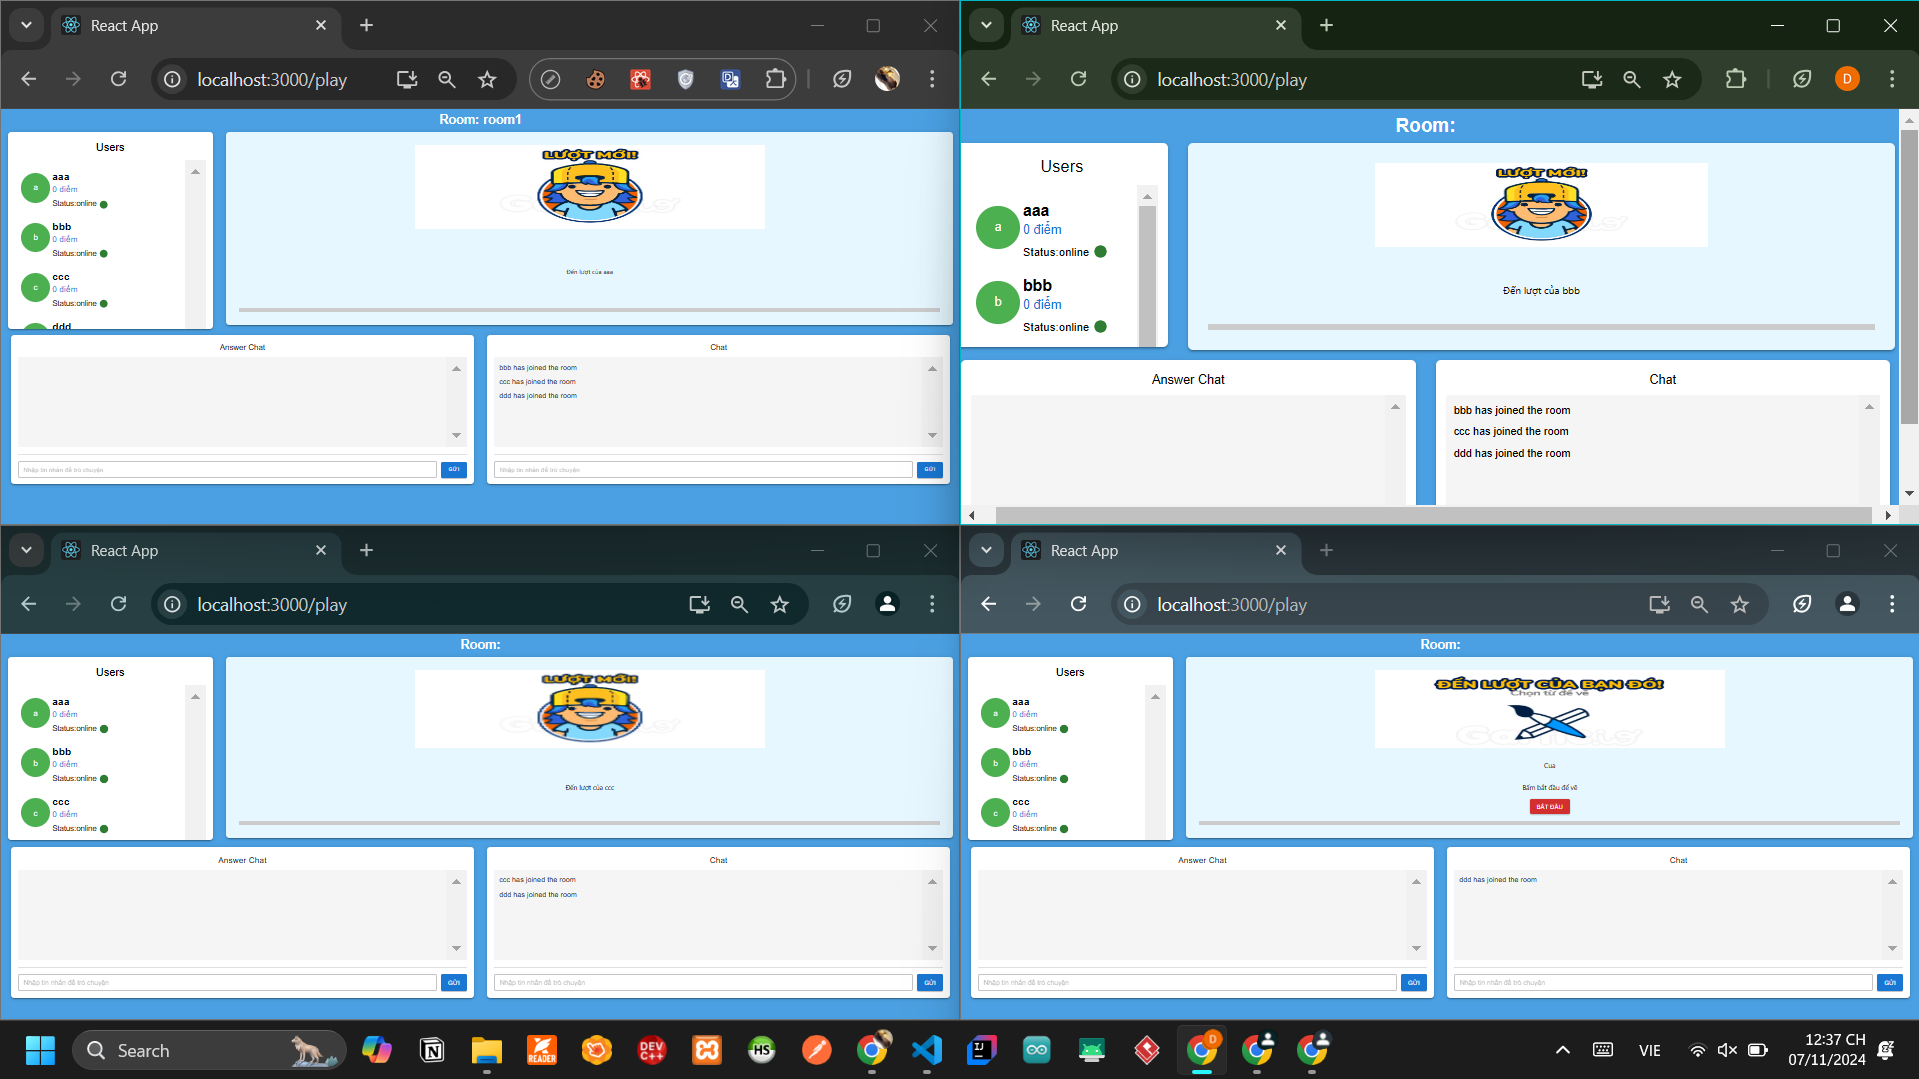 React App
localhost:3000/play
Room: room1
Users
a
aaa
0 điểm
Status:online
b
bbb
0 điểm
Status:online
c
ccc
0 điểm
Status:online
ddd
LƯỢT MỚI!
Đến lượt của aaa
Answer Chat
Nhập tin nhắn để trò chuyện
GỬI
Chat
bbb has joined the room
ccc has joined the room
ddd has joined the room
Nhập tin nhắn để trò chuyện
GỬI
React App
localhost:3000/play
D
Room:
Users
a
aaa
0 điểm
Status:online
b
bbb
0 điểm
Status:online
LƯỢT MỚI!
Đến lượt của bbb
Answer Chat
Chat
bbb has joined the room
ccc has joined the room
ddd has joined the room
React App
localhost:3000/play
Room:
Users
a
aaa
0 điểm
Status:online
b
bbb
0 điểm
Status:online
c
ccc
0 điểm
Status:online
LƯỢT MỚI!
Đến lượt của ccc
Answer Chat
Nhập tin nhắn để trò chuyện
GỬI
Chat
ccc has joined the room
ddd has joined the room
Nhập tin nhắn để trò chuyện
GỬI
React App
localhost:3000/play
Room:
Users
a
aaa
0 điểm
Status:online
b
bbb
0 điểm
Status:online
c
ccc
0 điểm
Status:online
ĐẾN LƯỢT CỦA BẠN ĐÓ!
Chọn từ để vẽ
Cua
Bấm bắt đầu để vẽ
BẮT ĐẦU
Answer Chat
Nhập tin nhắn để trò chuyện
GỬI
Chat
ddd has joined the room
Nhập tin nhắn để trò chuyện
GỬI
Search
READER
DEV C++
HS
IJ
D
VIE
12:37 CH
07/11/2024